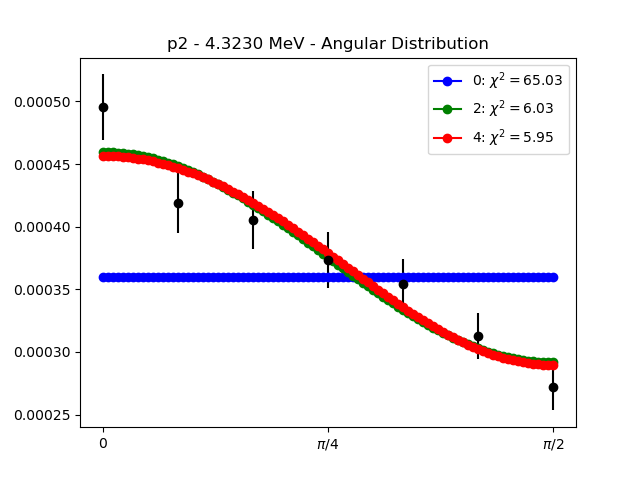 p2 - 4.3230 MeV - Angular Distribution
0: χ² = 65.03
2: χ² = 6.03
4: χ² = 5.95
0.00050
0.00045
0.00040
0.00035
0.00030
0.00025
0 π/4 π/2